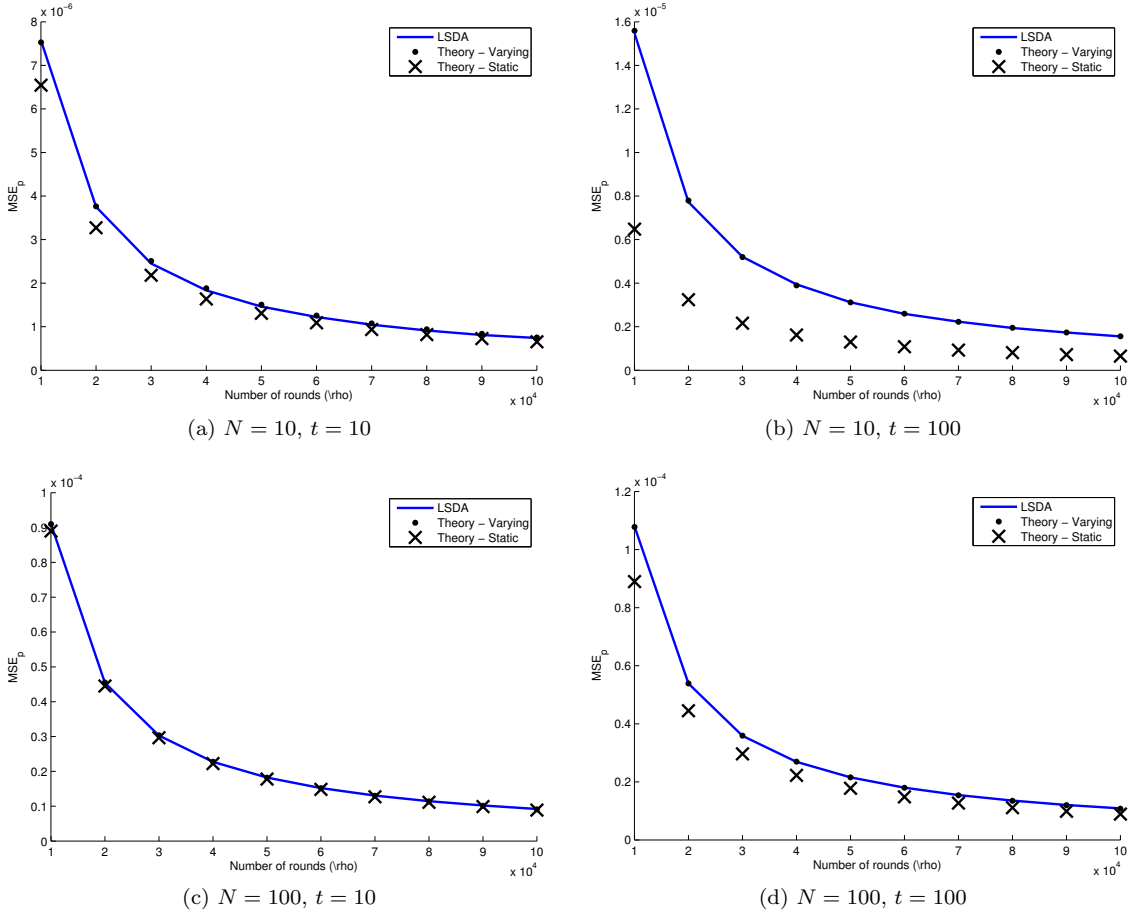 x 10⁻⁶
8
7
6
5
4
3
2
1
0
MSE_p
1 2 3 4 5 6 7 8 9 10
x 10⁴
Number of rounds (\rho)
LSDA
Theory − Varying
Theory − Static
(a) N = 10, t = 10
x 10⁻⁵
1.6
1.4
1.2
1
0.8
0.6
0.4
0.2
0
MSE_p
1 2 3 4 5 6 7 8 9 10
x 10⁴
Number of rounds (\rho)
LSDA
Theory − Varying
Theory − Static
(b) N = 10, t = 100
x 10⁻⁴
1
0.9
0.8
0.7
0.6
0.5
0.4
0.3
0.2
0.1
0
MSE_p
1 2 3 4 5 6 7 8 9 10
x 10⁴
Number of rounds (\rho)
LSDA
Theory − Varying
Theory − Static
(c) N = 100, t = 10
x 10⁻⁴
1.2
1
0.8
0.6
0.4
0.2
0
MSE_p
1 2 3 4 5 6 7 8 9 10
x 10⁴
Number of rounds (\rho)
LSDA
Theory − Varying
Theory − Static
(d) N = 100, t = 100